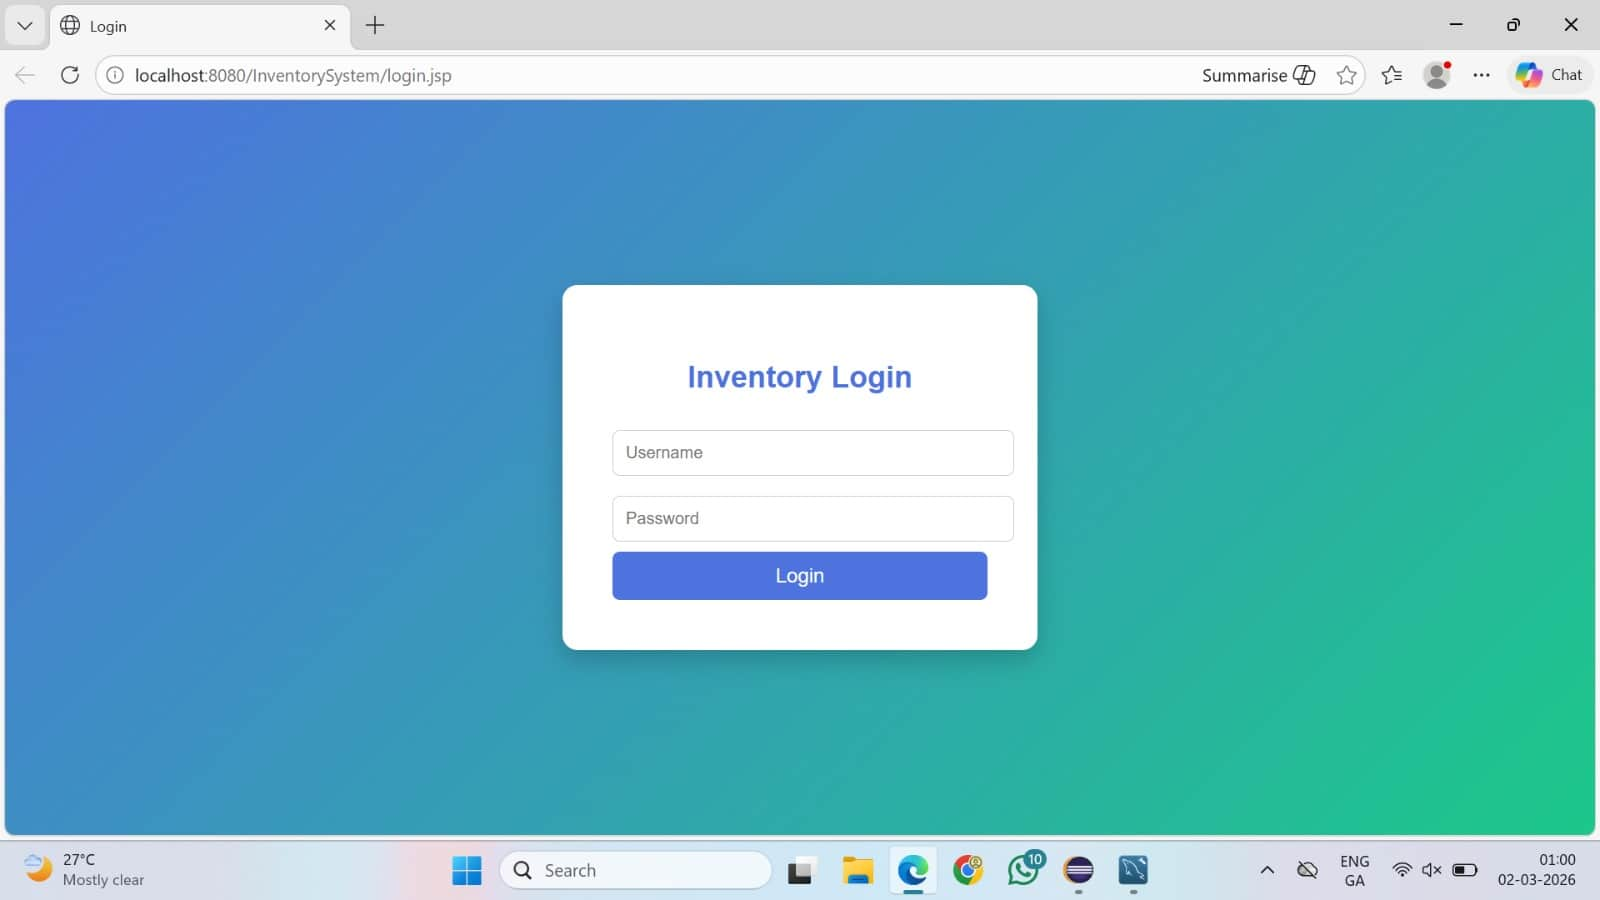 Login
localhost:8080/InventorySystem/login.jsp
Summarise
Chat
Inventory Login
Username
Password
Login
27°C
Mostly clear
Search
10
ENG
GA
01:00
02-03-2026